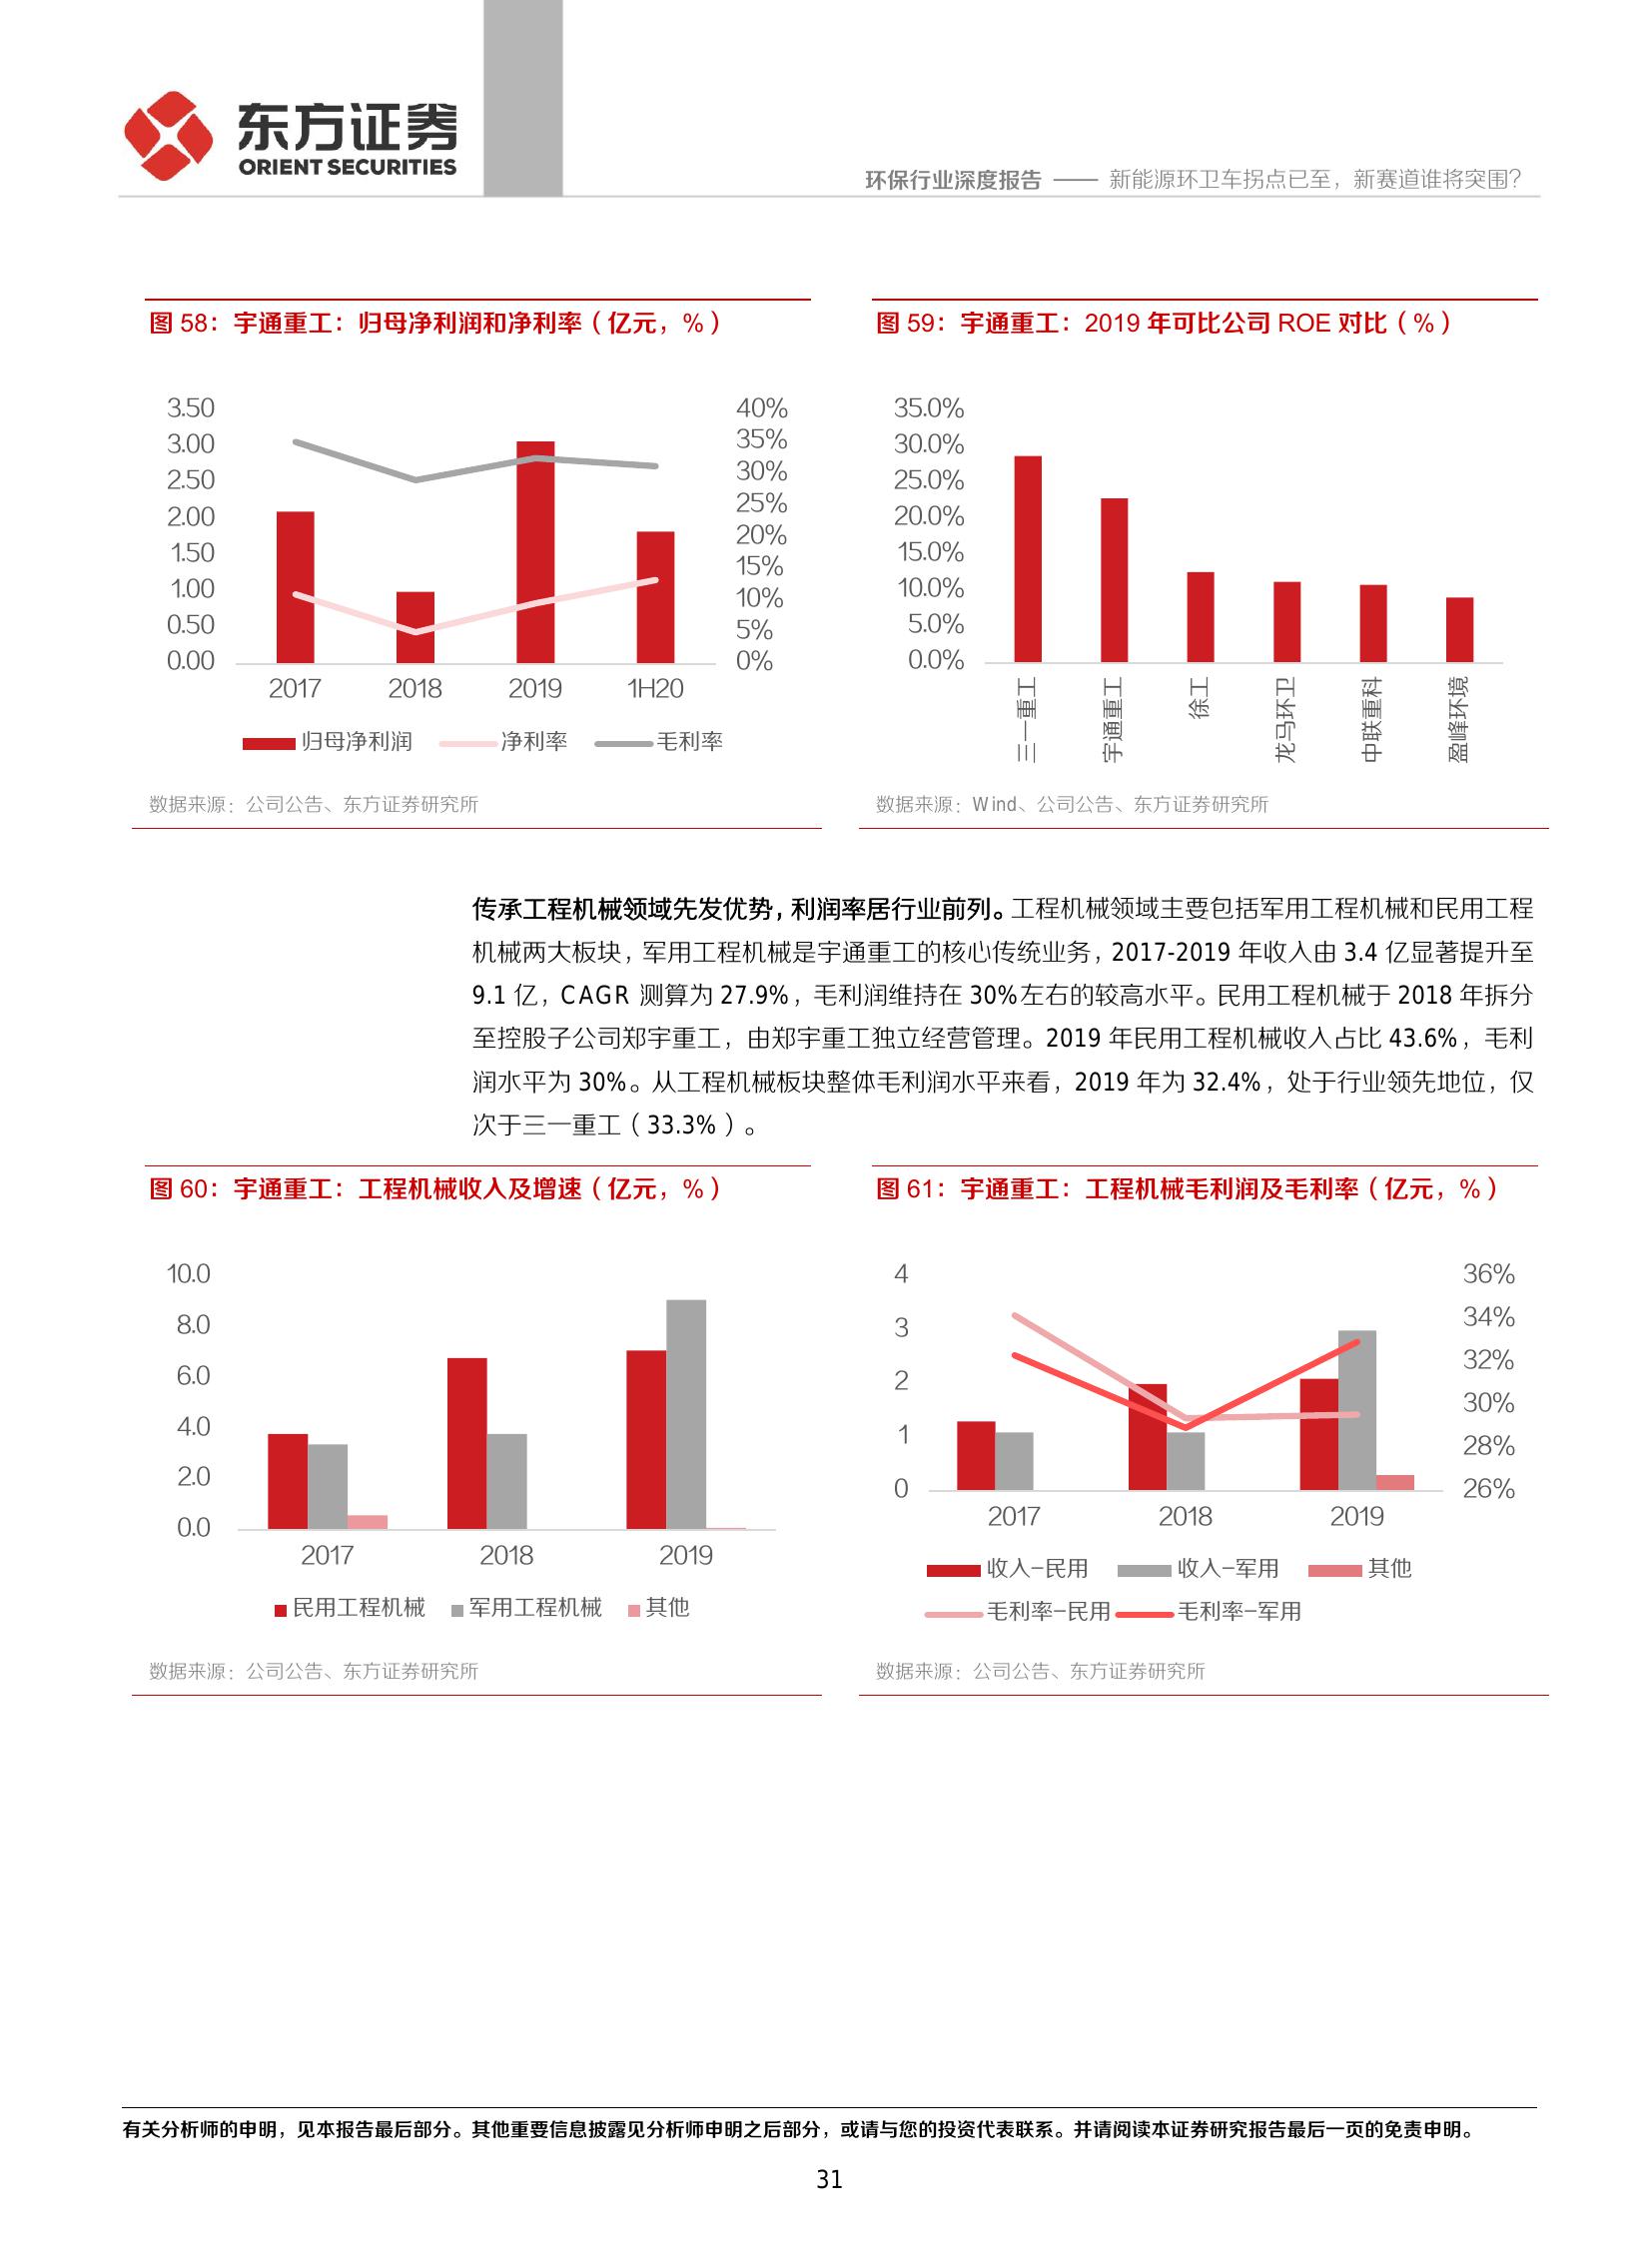 东方证券
ORIENT SECURITIES
环保行业深度报告 —— 新能源环卫车拐点已至，新赛道谁将突围？
图 58：宇通重工：归母净利润和净利率（亿元，%）
3.50
3.00
2.50
2.00
1.50
1.00
0.50
0.00
40%
35%
30%
25%
20%
15%
10%
5%
0%
2017 2018 2019 1H20
归母净利润 净利率 毛利率
数据来源：公司公告、东方证券研究所
图 59：宇通重工：2019 年可比公司 ROE 对比（%）
35.0%
30.0%
25.0%
20.0%
15.0%
10.0%
5.0%
0.0%
三一重工
宇通重工
徐工
龙马环卫
中联重科
盈峰环境
数据来源：Wind、公司公告、东方证券研究所
传承工程机械领域先发优势，利润率居行业前列。工程机械领域主要包括军用工程机械和民用工程
机械两大板块，军用工程机械是宇通重工的核心传统业务，2017-2019 年收入由 3.4 亿显著提升至
9.1 亿，CAGR 测算为 27.9%，毛利润维持在 30%左右的较高水平。民用工程机械于 2018 年拆分
至控股子公司郑宇重工，由郑宇重工独立经营管理。2019 年民用工程机械收入占比 43.6%，毛利
润水平为 30%。从工程机械板块整体毛利润水平来看，2019 年为 32.4%，处于行业领先地位，仅
次于三一重工（33.3%）。
图 60：宇通重工：工程机械收入及增速（亿元，%）
10.0
8.0
6.0
4.0
2.0
0.0
2017 2018 2019
民用工程机械 军用工程机械 其他
数据来源：公司公告、东方证券研究所
图 61：宇通重工：工程机械毛利润及毛利率（亿元，%）
4
3
2
1
0
36%
34%
32%
30%
28%
26%
2017 2018 2019
收入-民用 收入-军用 其他
毛利率-民用 毛利率-军用
数据来源：公司公告、东方证券研究所
有关分析师的申明，见本报告最后部分。其他重要信息披露见分析师申明之后部分，或请与您的投资代表联系。并请阅读本证券研究报告最后一页的免责申明。
31